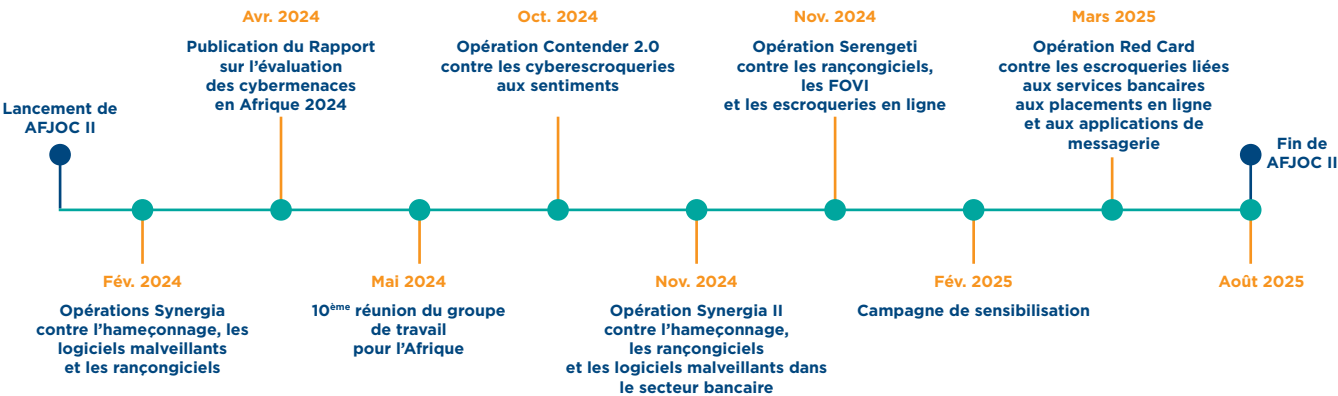 Lancement de
AFJOC II
Fév. 2024
Opérations Synergia
contre l’hameçonnage, les
logiciels malveillants
et les rançongiciels
Avr. 2024
Publication du Rapport
sur l’évaluation
des cybermenaces
en Afrique 2024
Mai 2024
10ème réunion du groupe
de travail
pour l’Afrique
Oct. 2024
Opération Contender 2.0
contre les cyberescroqueries
aux sentiments
Nov. 2024
Opération Synergia II
contre l’hameçonnage,
les rançongiciels
et les logiciels malveillants dans
le secteur bancaire
Nov. 2024
Opération Serengeti
contre les rançongiciels,
les FOVI
et les escroqueries en ligne
Fév. 2025
Campagne de sensibilisation
Mars 2025
Opération Red Card
contre les escroqueries liées
aux services bancaires
aux placements en ligne
et aux applications de
messagerie
Fin de
AFJOC II
Août 2025